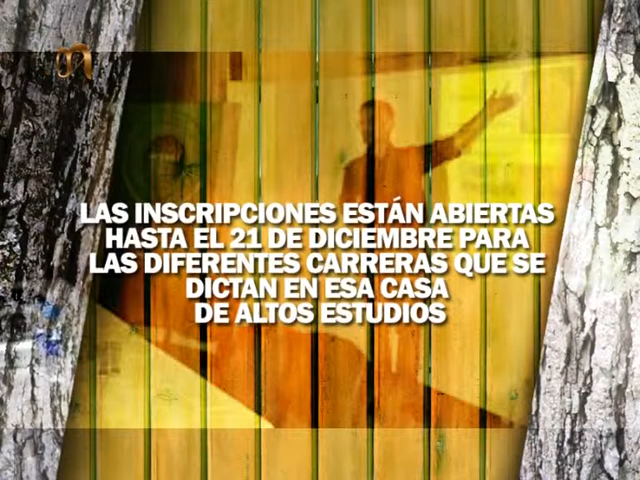 LAS INSCRIPCIONES ESTÁN ABIERTAS
HASTA EL 21 DE DICIEMBRE PARA
LAS DIFERENTES CARRERAS QUE SE
DICTAN EN ESA CASA
DE ALTOS ESTUDIOS